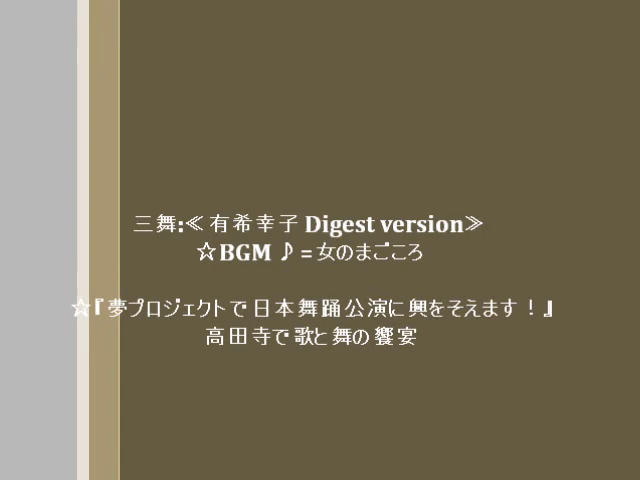 三舞:≪有希幸子 Digest version≫
☆BGM♪=女のまごころ
☆『夢プロジェクトで日本舞踊公演に興をそえます！』
高田寺で歌と舞の饗宴